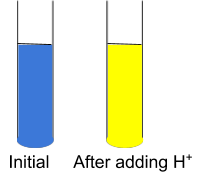 Initial After adding H⁺